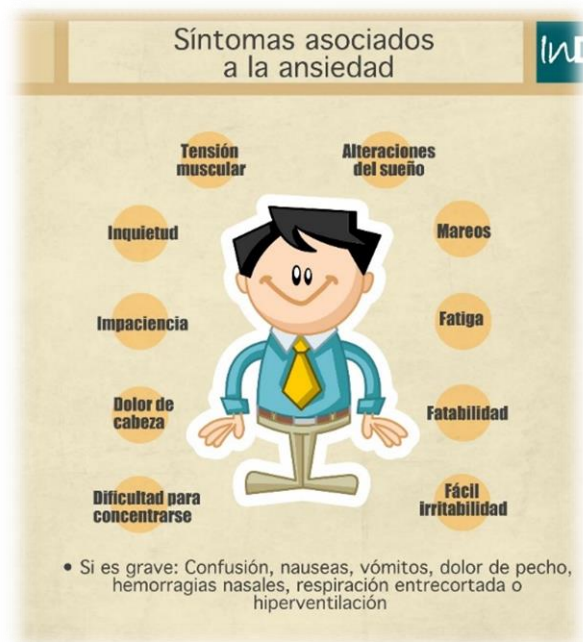 Síntomas asociados
a la ansiedad
Tensión
muscular
Alteraciones
del sueño
Inquietud
Mareos
Impaciencia
Fatiga
Dolor de
cabeza
Fatabilidad
Dificultad para
concentrarse
Fácil
irritabilidad
• Si es grave: Confusión, nauseas, vómitos, dolor de pecho,
hemorragias nasales, respiración entrecortada o
hiperventilación